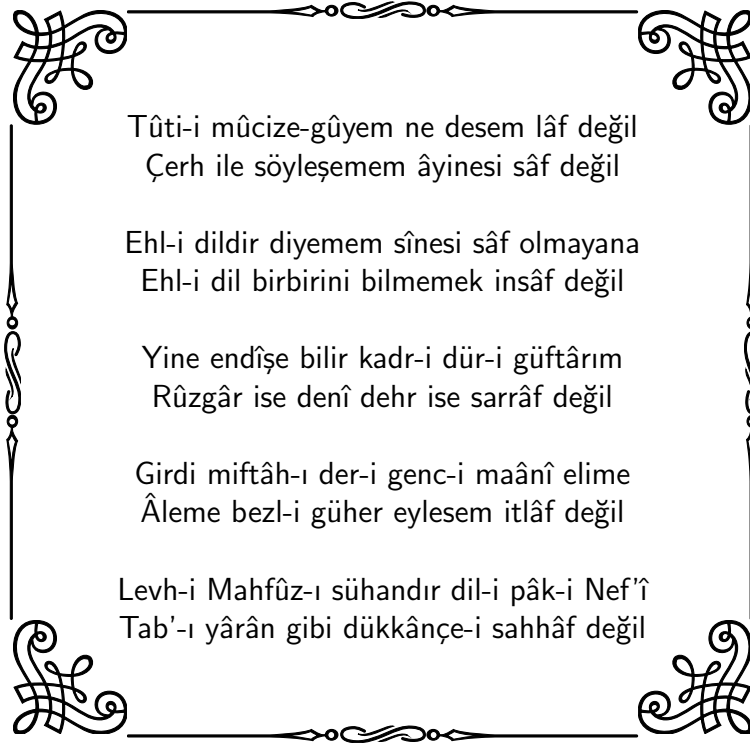 Tûti-i mûcize-gûyem ne desem lâf değil
Çerh ile söyleşemem âyinesi sâf değil
Ehl-i dildir diyemem sînesi sâf olmayana
Ehl-i dil birbirini bilmemek insâf değil
Yine endîşe bilir kadr-i dür-i güftârım
Rûzgâr ise denî dehr ise sarrâf değil
Girdi miftâh-ı der-i genc-i maânî elime
Âleme bezl-i güher eylesem itlâf değil
Levh-i Mahfûz-ı sühandır dil-i pâk-i Nef'î
Tab'-ı yârân gibi dükkânçe-i sahhâf değil